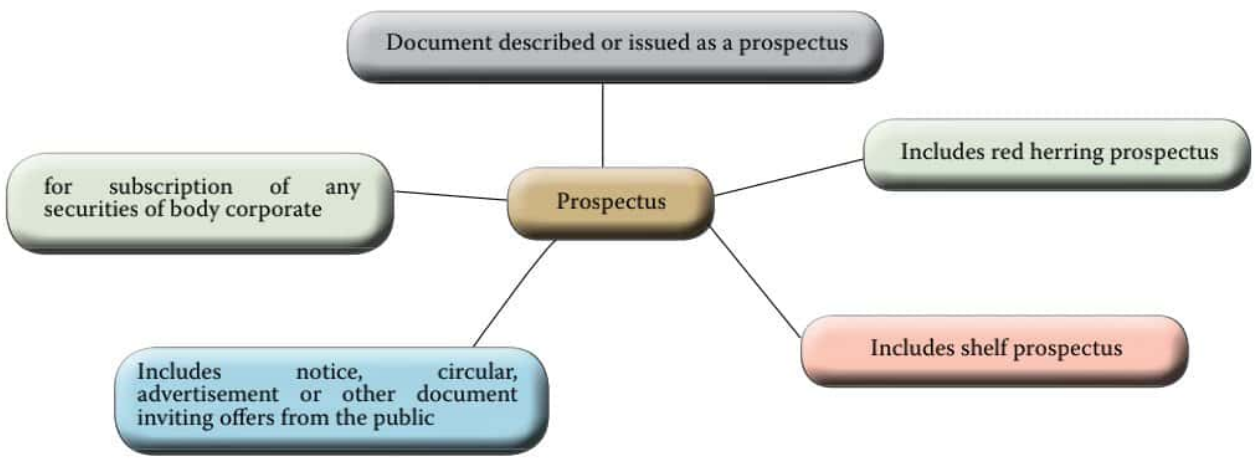 Document described or issued as a prospectus
Includes red herring prospectus
for subscription of any
securities of body corporate
Prospectus
Includes shelf prospectus
Includes notice, circular,
advertisement or other document
inviting offers from the public